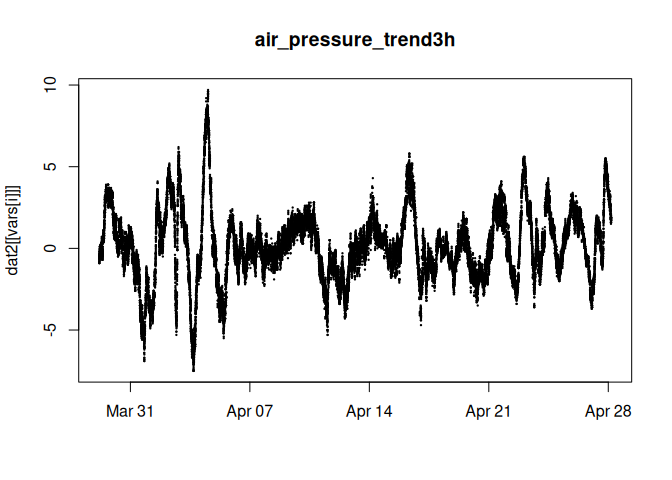 air_pressure_trend3h
dat2[[vars[i]]]
10
5
0
-5
Mar 31
Apr 07
Apr 14
Apr 21
Apr 28